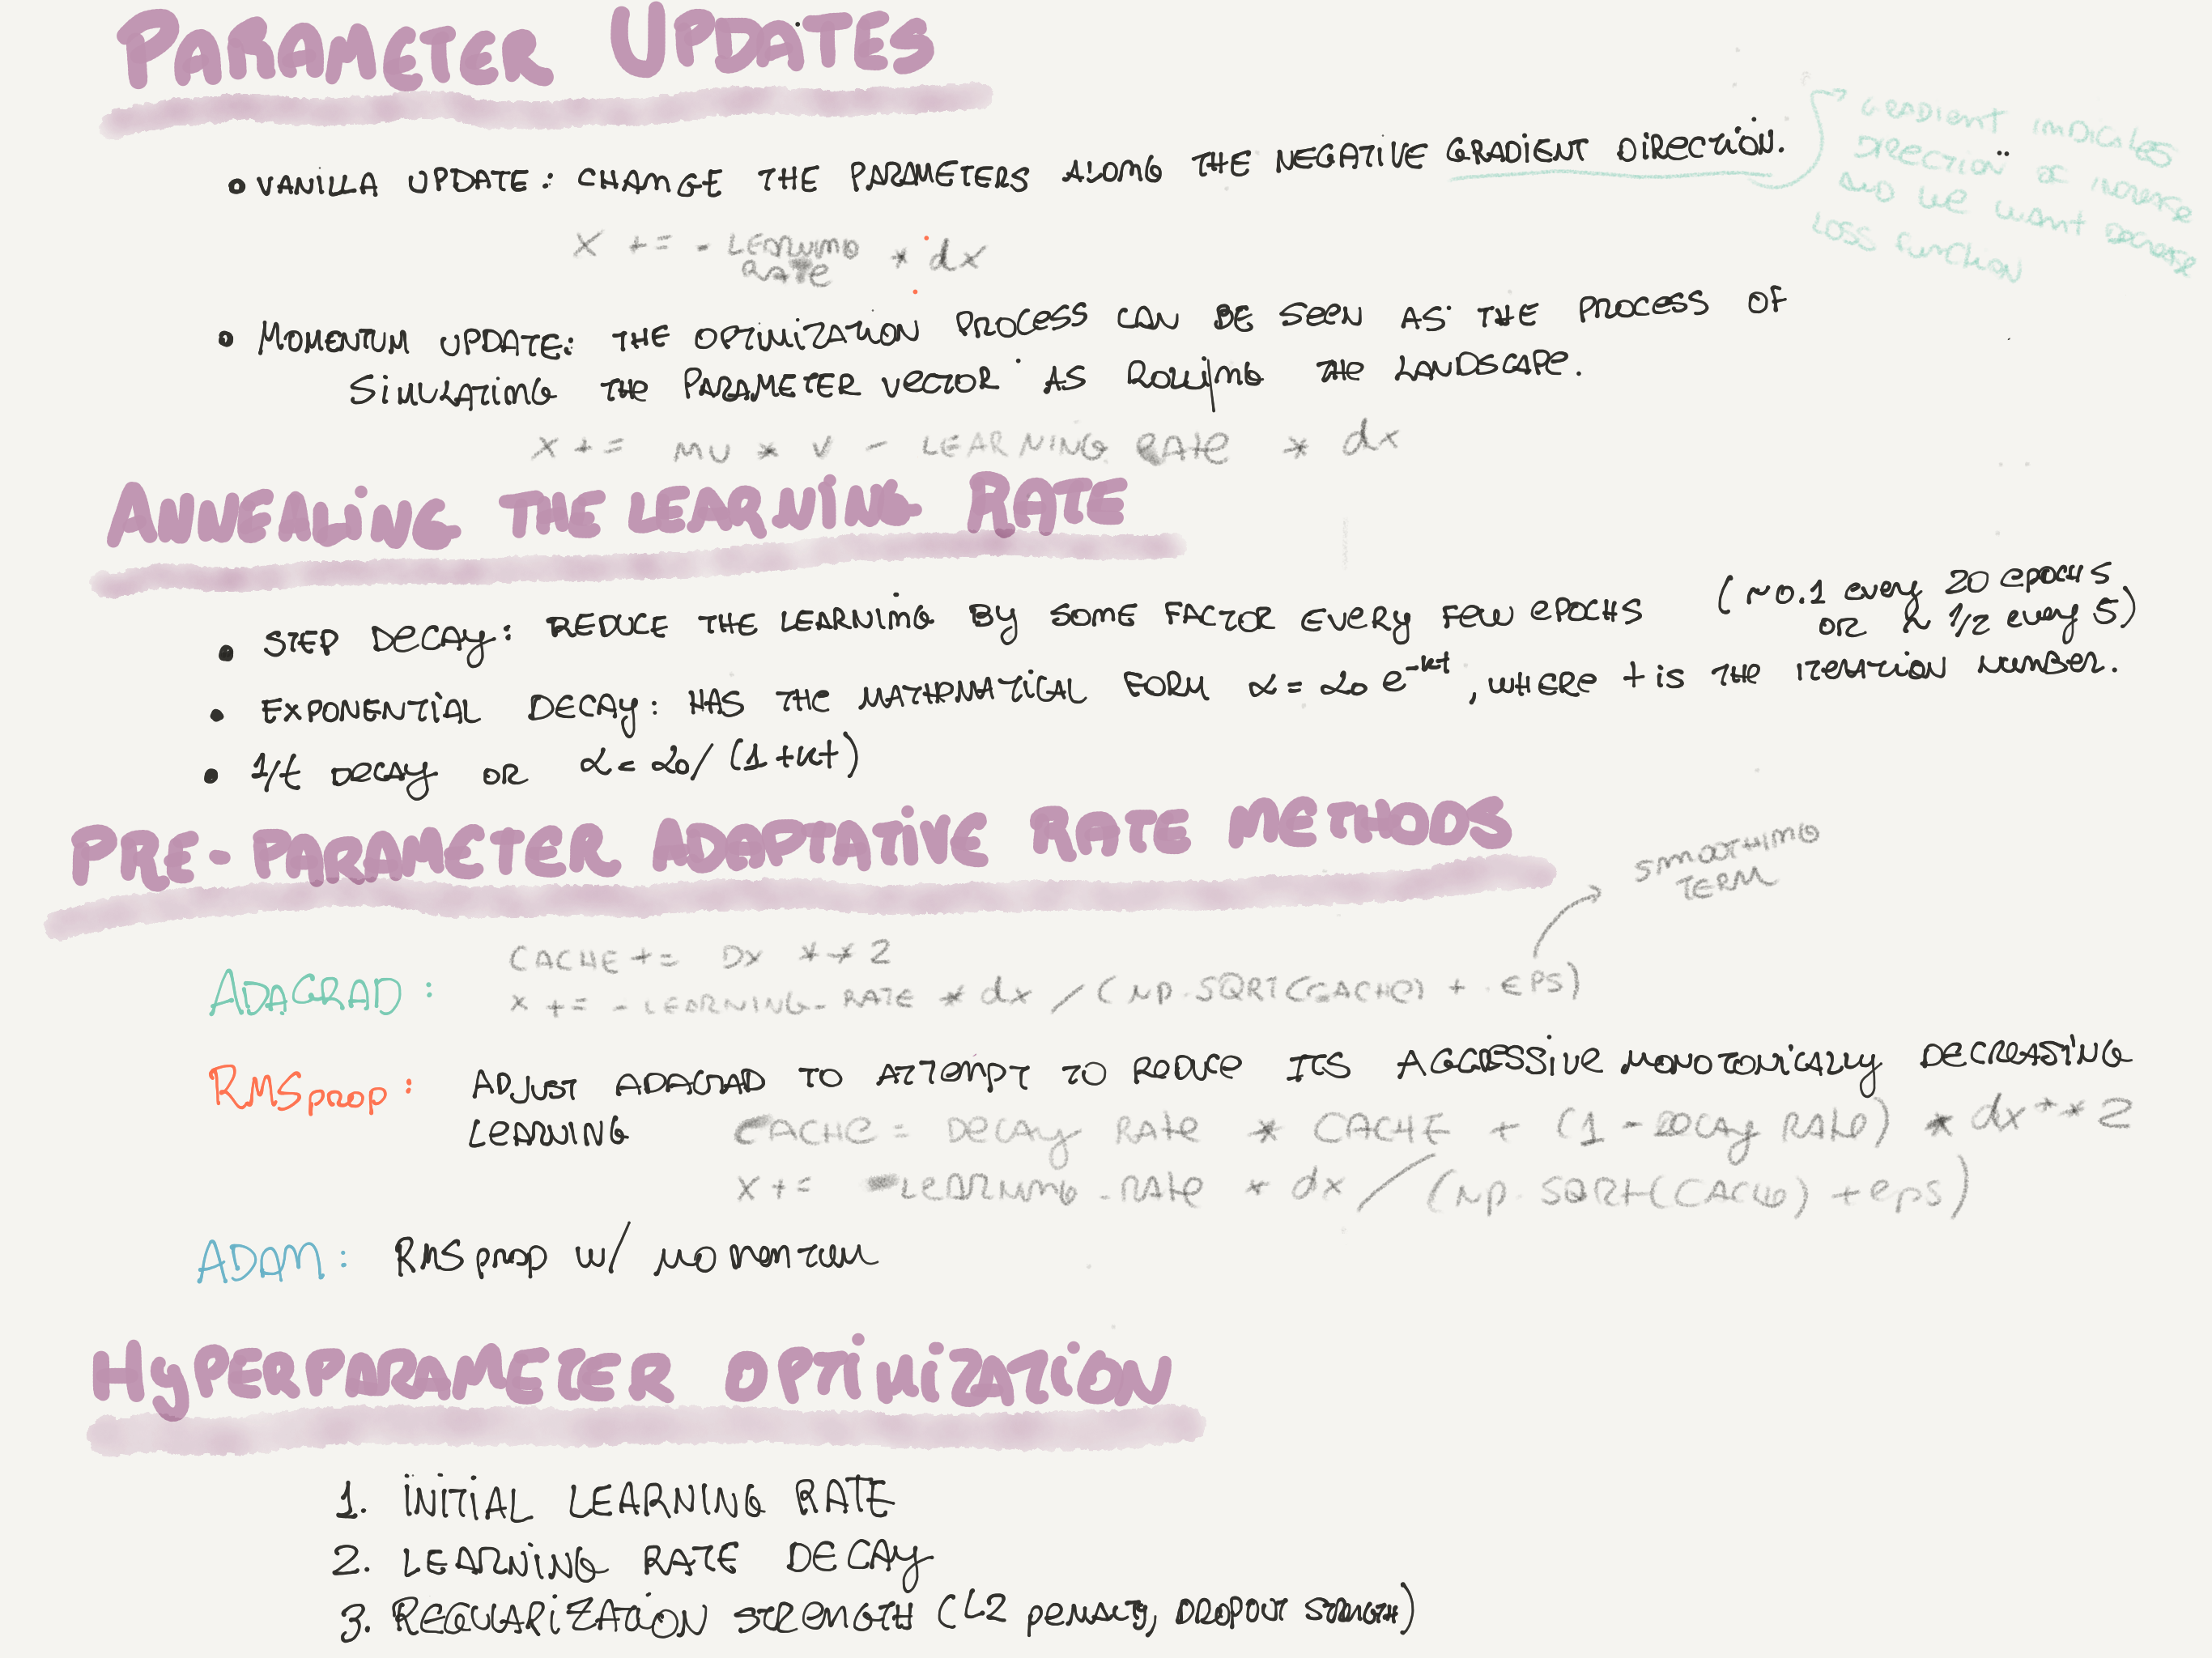 PARAMETER UPDATES
• VANILLA UPDATE: CHANGE THE PARAMETERS ALONG THE NEGATIVE GRADIENT DIRECTION.
GRADIENT INDICATES
DIRECTION OF INCREASE
AND WE WANT DECREASE
LOSS FUNCTION
X += - LEARNING RATE * dx
• MOMENTUM UPDATE: THE OPTIMIZATION PROCESS CAN BE SEEN AS THE PROCESS OF
SIMULATING THE PARAMETER VECTOR AS ROLLING THE LANDSCAPE.
X += MU * V - LEARNING RATE * dx
ANNEALING THE LEARNING RATE
• STEP DECAY: REDUCE THE LEARNING BY SOME FACTOR EVERY FEW EPOCHS (~0.1 every 20 epochs
or ~ 1/2 every 5)
• EXPONENTIAL DECAY: HAS THE MATHEMATICAL FORM α = α0 e^-kt, WHERE t is THE ITERATION NUMBER.
• 1/t DECAY OR α = α0/(1+kt)
PRE-PARAMETER ADAPTATIVE RATE METHODS
SMOOTHING
TERM
ADAGRAD:
CACHE += DX **2
X += - LEARNING_RATE * dx / (NP.SQRT(CACHE) + EPS)
RMSprop: ADJUST ADAGRAD TO ATTEMPT TO REDUCE ITS AGGRESSIVE MONOTONICALLY DECREASING
LEARNING
CACHE = DECAY RATE * CACHE + (1 - DECAY RATE) * dx**2
X += - LEARNING_RATE * dx / (NP.SQRT(CACHE) + eps)
ADAM: RMSprop w/ MOMENTUM
HYPERPARAMETER OPTIMIZATION
1. INITIAL LEARNING RATE
2. LEARNING RATE DECAY
3. REGULARIZATION STRENGTH (L2 PENALTY, DROPOUT STRENGTH)